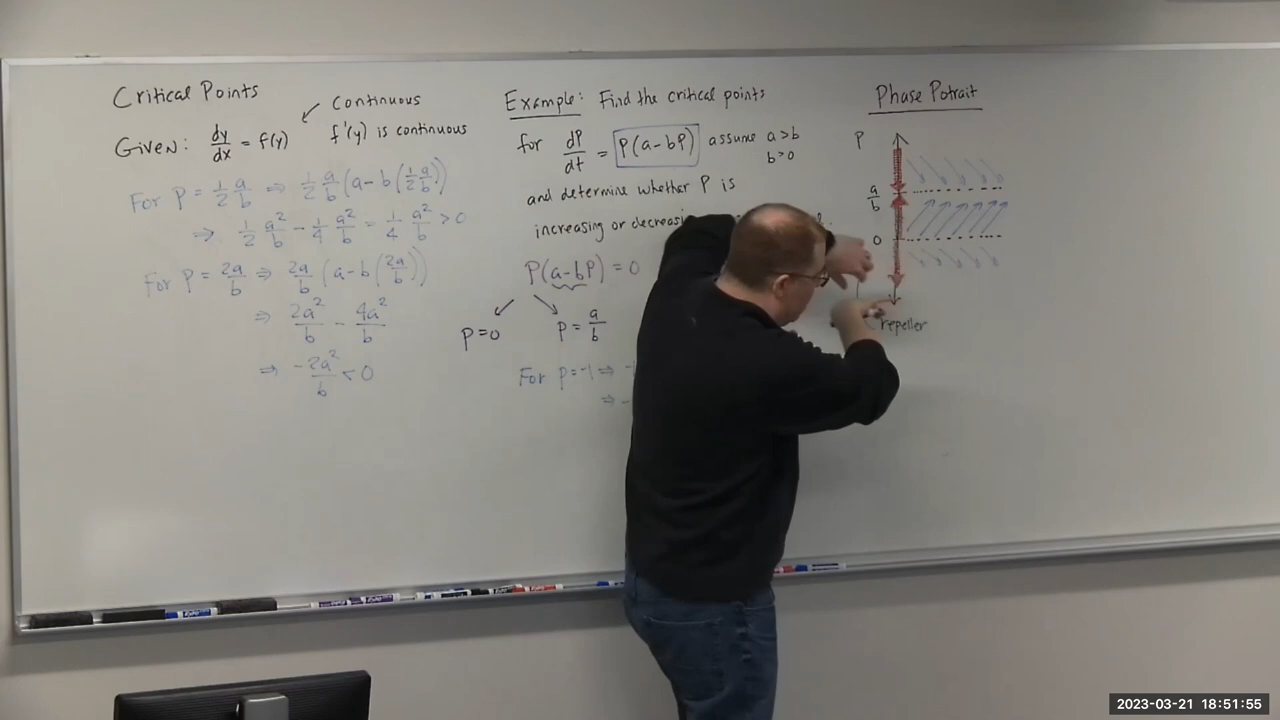 Critical Points
Given: dy/dx = f(y)
Continuous
f'(y) is continuous
For P = 1/2 a/b ⇒ 1/2 a/b (a - b(1/2 a/b))
⇒ 1/2 a²/b - 1/4 a²/b = 1/4 a²/b > 0
For P = 2a/b ⇒ 2a/b (a - b(2a/b))
⇒ 2a²/b - 4a²/b
⇒ -2a²/b < 0
Example: Find the critical points
for dP/dt = P(a-bP) assume a>b
b>0
and determine whether P is
increasing or decreasing
P(a-bP) = 0
P=0
P = a/b
For P=-1 ⇒
⇒ -
Phase Potrait
P
a/b
0
repeller
2023-03-21 18:51:55